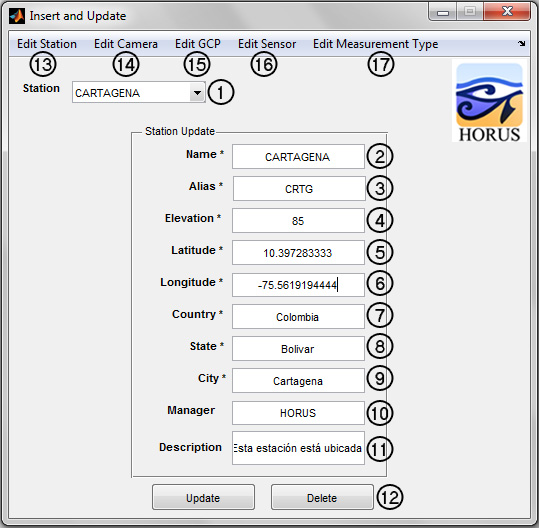 Insert and Update
Edit Station Edit Camera Edit GCP Edit Sensor Edit Measurement Type
13 14 15 16 17
Station CARTAGENA 1
HORUS
Station Update
Name * CARTAGENA 2
Alias * CRTG 3
Elevation * 85 4
Latitude * 10.397283333 5
Longitude * -75.5619194444 6
Country * Colombia 7
State * Bolivar 8
City * Cartagena 9
Manager HORUS 10
Description Esta estación está ubicada 11
Update Delete 12